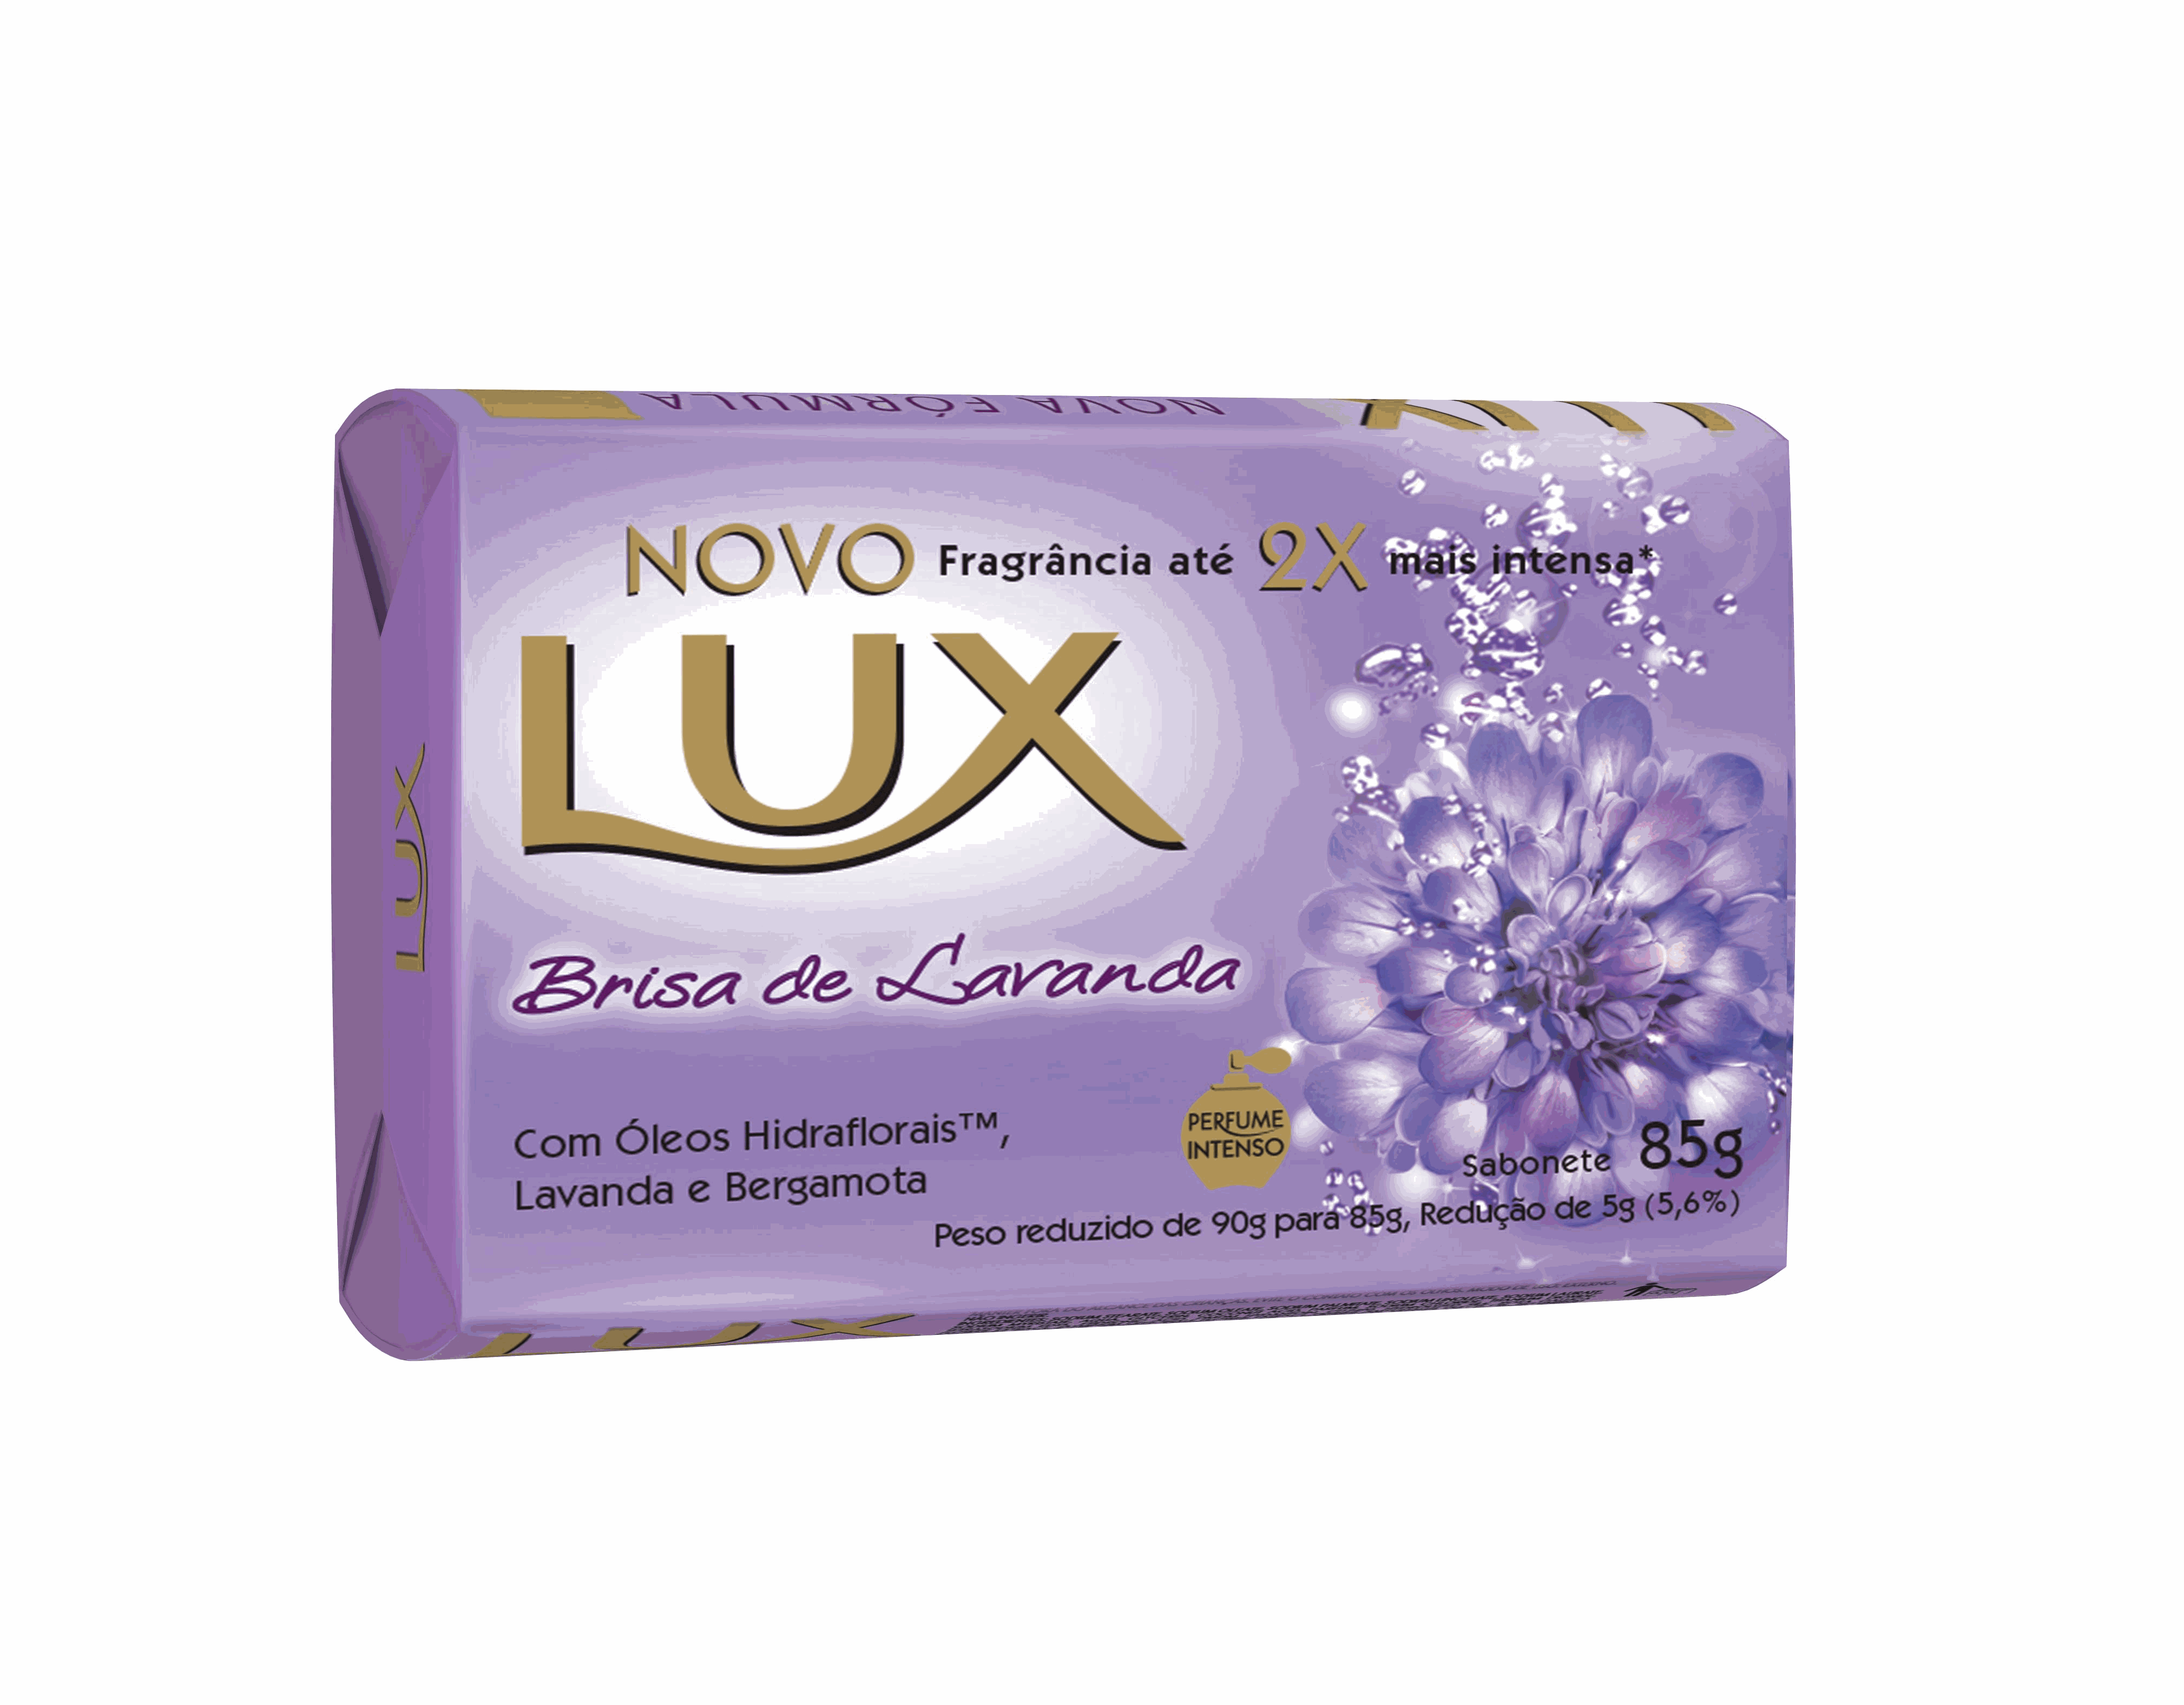 NOVA FÓRMULA
NOVO Fragrância até 2X mais intensa*
LUX
LUX
Brisa de Lavanda
Com Óleos Hidraflorais™,
Lavanda e Bergamota
PERFUME
INTENSO
Sabonete 85g
Peso reduzido de 90g para 85g, Redução de 5g (5,6%)
LUX